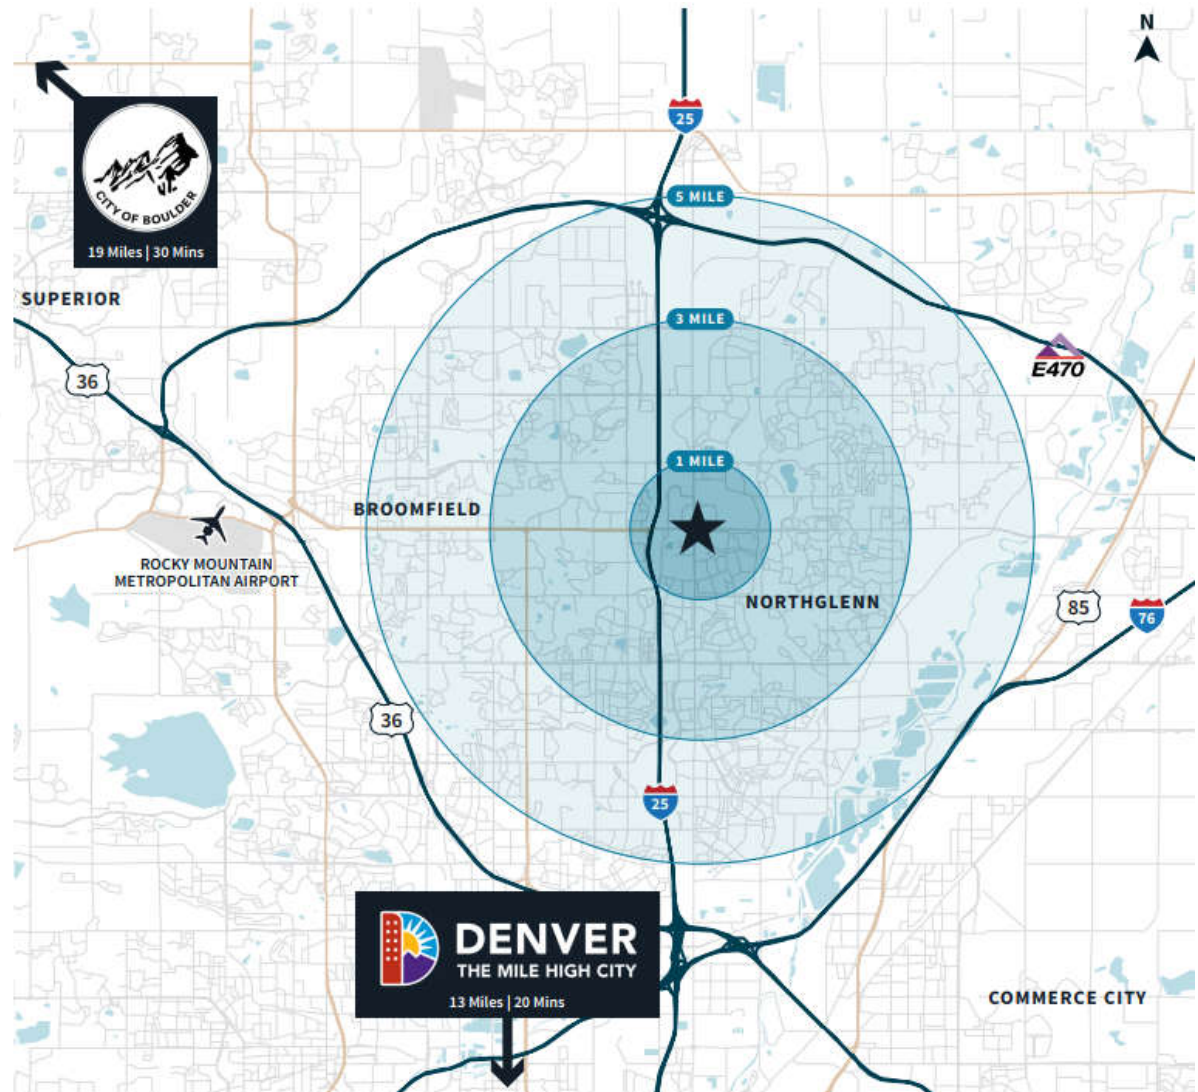 N
25
5 MILE
CITY OF BOULDER
19 Miles | 30 Mins
SUPERIOR
3 MILE
E470
36
1 MILE
BROOMFIELD
ROCKY MOUNTAIN
METROPOLITAN AIRPORT
NORTHGLENN
85
76
36
25
DENVER
THE MILE HIGH CITY
13 Miles | 20 Mins
COMMERCE CITY